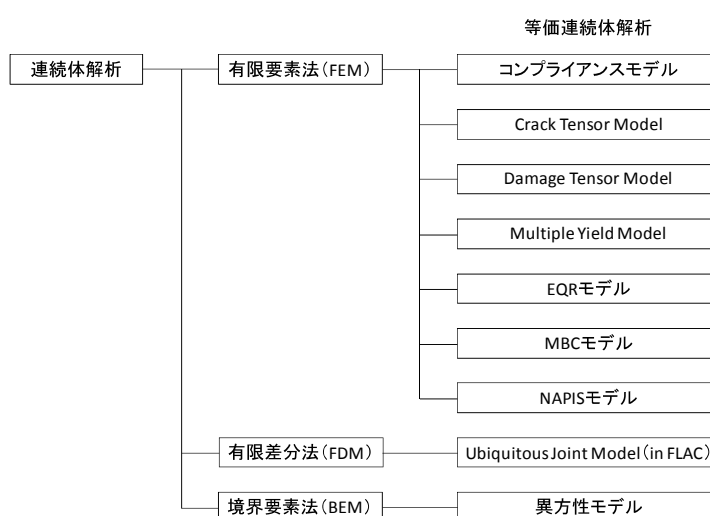 等価連続体解析
連続体解析
有限要素法（FEM）
コンプライアンスモデル
Crack Tensor Model
Damage Tensor Model
Multiple Yield Model
EQRモデル
MBCモデル
NAPISモデル
有限差分法（FDM）
Ubiquitous Joint Model（in FLAC）
境界要素法（BEM）
異方性モデル